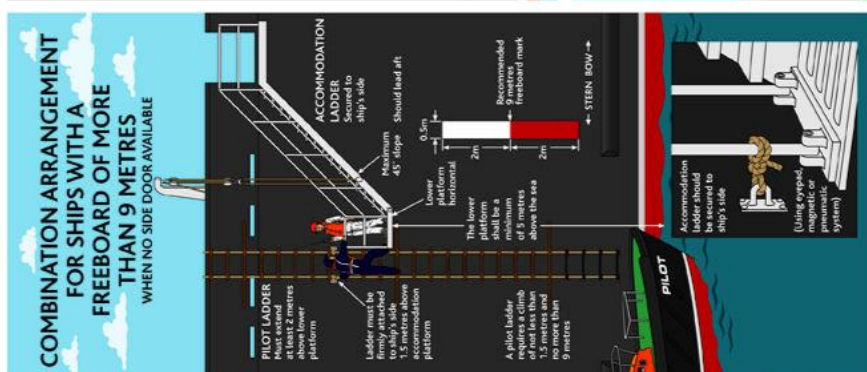 COMBINATION ARRANGEMENT
FOR SHIPS WITH A
FREEBOARD OF MORE
THAN 9 METRES
WHEN NO SIDE DOOR AVAILABLE
PILOT LADDER
Must extend
at least 2 metres
above lower
platform
Ladder must be
firmly attached
to ship's side
1.5 metres above
accommodation
platform
A pilot ladder
requires a climb
of not less than
1.5 metres and
no more than
9 metres
ACCOMMODATION
LADDER
Secured to
ship's side
Should lead aft
Maximum
45° slope
Lower
platform
horizontal
The lower
platform
shall be a
minimum
of 5 metres
above the sea
0.5m
2m
2m
Recommended
9 metres
freeboard mark
STERN BOW
PILOT
Accommodation
ladder should
be secured to
ship's side
(Using eyepad,
magnetic or
pneumatic
system)